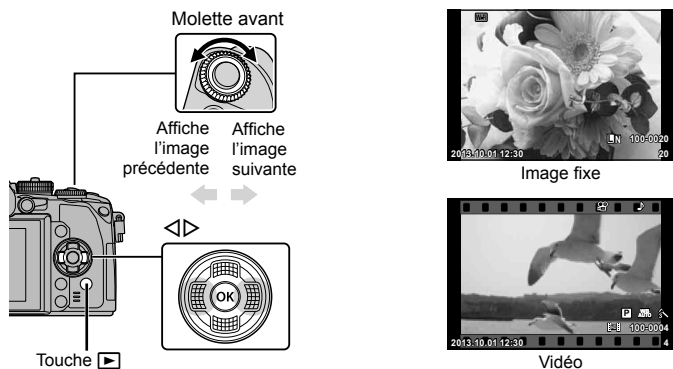 Molette avant
Affiche
l’image
précédente
Affiche
l’image
suivante
OK
Touche
L N 100-0020
2013.10.01 12:30 20
Image fixe
P
100-0004
2013.10.01 12:30 4
Vidéo